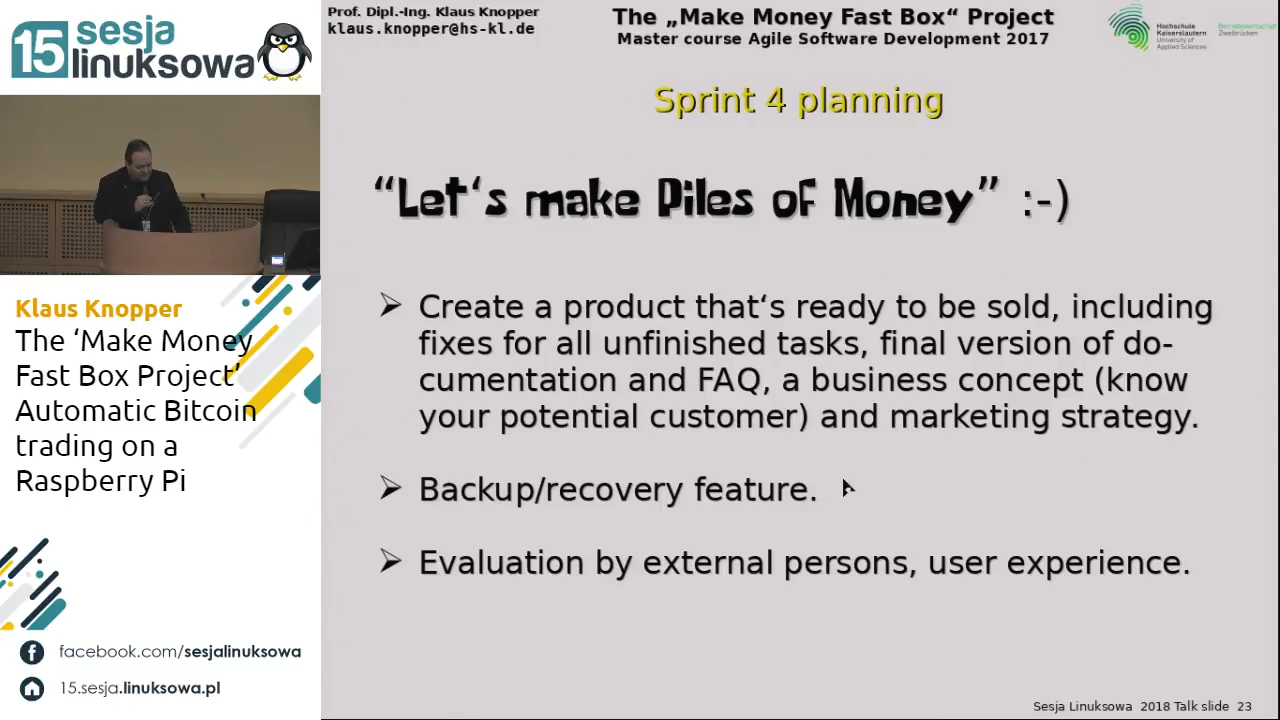 15 sesja
linuksowa
Klaus Knopper
The ‘Make Money
Fast Box Project’
Automatic Bitcoin
trading on a
Raspberry Pi
facebook.com/sesjalinuksowa
15.sesja.linuksowa.pl
Prof. Dipl.-Ing. Klaus Knopper
klaus.knopper@hs-kl.de
The „Make Money Fast Box“ Project
Master course Agile Software Development 2017
Hochschule
Kaiserslautern
University of
Applied Sciences
Betriebswirtschaft
Zweibrücken
Sprint 4 planning
“Let‘s make Piles of Money” :-)
➢ Create a product that‘s ready to be sold, including
fixes for all unfinished tasks, final version of do-
cumentation and FAQ, a business concept (know
your potential customer) and marketing strategy.
➢ Backup/recovery feature.
➢ Evaluation by external persons, user experience.
Sesja Linuksowa 2018 Talk slide 23